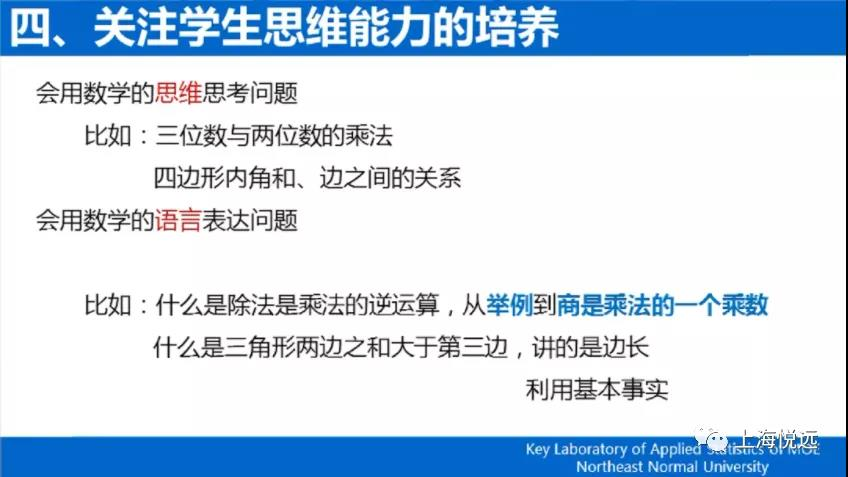 四、关注学生思维能力的培养
会用数学的思维思考问题
比如：三位数与两位数的乘法
四边形内角和、边之间的关系
会用数学的语言表达问题
比如：什么是除法是乘法的逆运算，从举例到商是乘法的一个乘数
什么是三角形两边之和大于第三边，讲的是边长
利用基本事实
Key Laboratory of Applied Statistics of MOE
Northeast Normal University
上海悦远